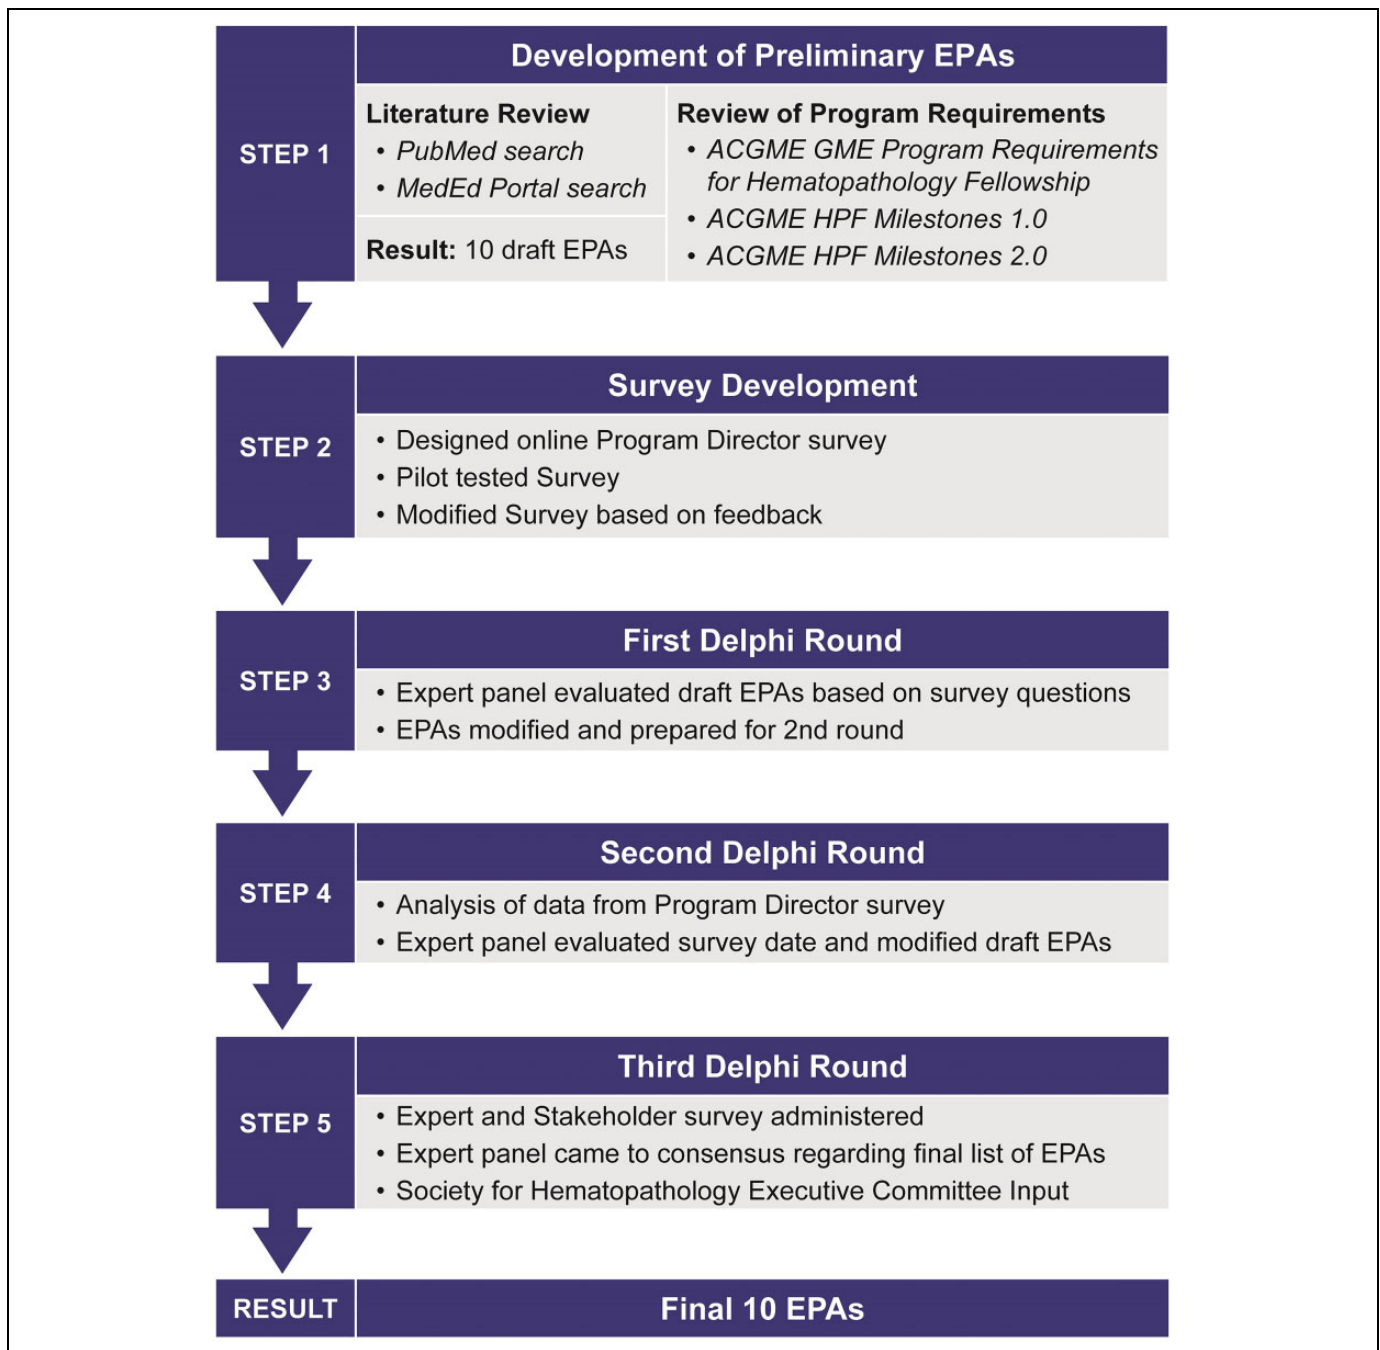 STEP 1
Development of Preliminary EPAs
Literature Review
• PubMed search
• MedEd Portal search
Result: 10 draft EPAs
Review of Program Requirements
• ACGME GME Program Requirements
for Hematopathology Fellowship
• ACGME HPF Milestones 1.0
• ACGME HPF Milestones 2.0
STEP 2
Survey Development
• Designed online Program Director survey
• Pilot tested Survey
• Modified Survey based on feedback
STEP 3
First Delphi Round
• Expert panel evaluated draft EPAs based on survey questions
• EPAs modified and prepared for 2nd round
STEP 4
Second Delphi Round
• Analysis of data from Program Director survey
• Expert panel evaluated survey date and modified draft EPAs
STEP 5
Third Delphi Round
• Expert and Stakeholder survey administered
• Expert panel came to consensus regarding final list of EPAs
• Society for Hematopathology Executive Committee Input
RESULT
Final 10 EPAs